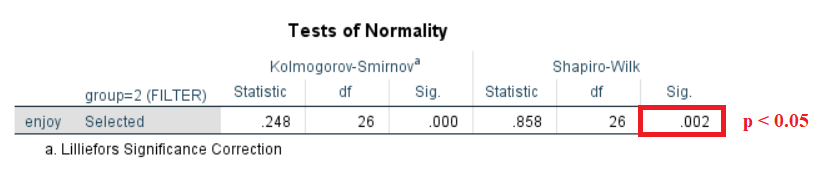 Tests of Normality
Kolmogorov-Smirnovᵃ Shapiro-Wilk
group=2 (FILTER) Statistic df Sig. Statistic df Sig.
enjoy Selected .248 26 .000 .858 26 .002 p < 0.05
a. Lilliefors Significance Correction